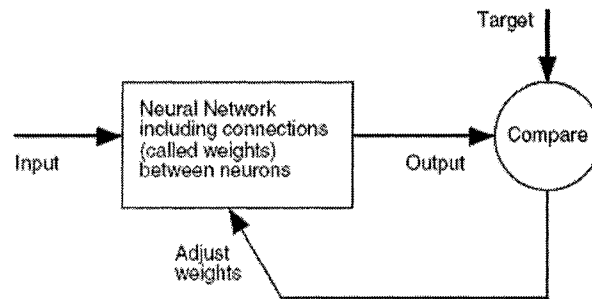 Target
Neural Network
including connections
(called weights)
between neurons
Compare
Input
Output
Adjust
weights